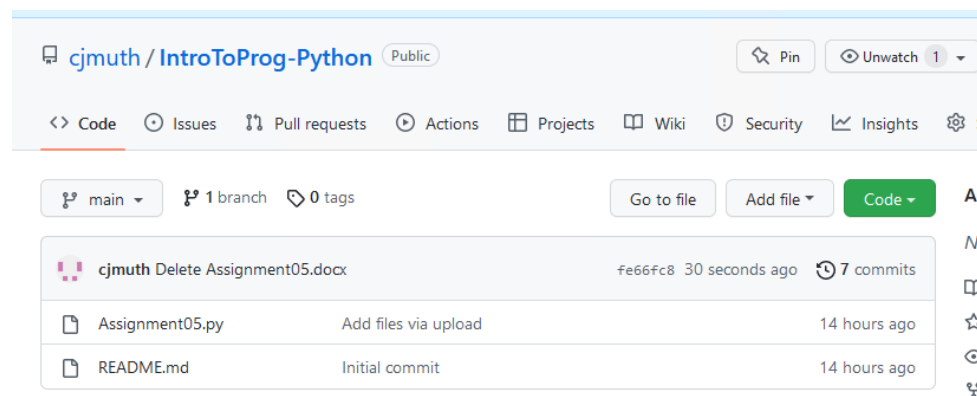 cjmuth / IntroToProg-Python Public Pin Unwatch 1
Code Issues Pull requests Actions Projects Wiki Security Insights
main 1 branch 0 tags Go to file Add file Code
cjmuth Delete Assignment05.docx fe66fc8 30 seconds ago 7 commits
Assignment05.py Add files via upload 14 hours ago
README.md Initial commit 14 hours ago